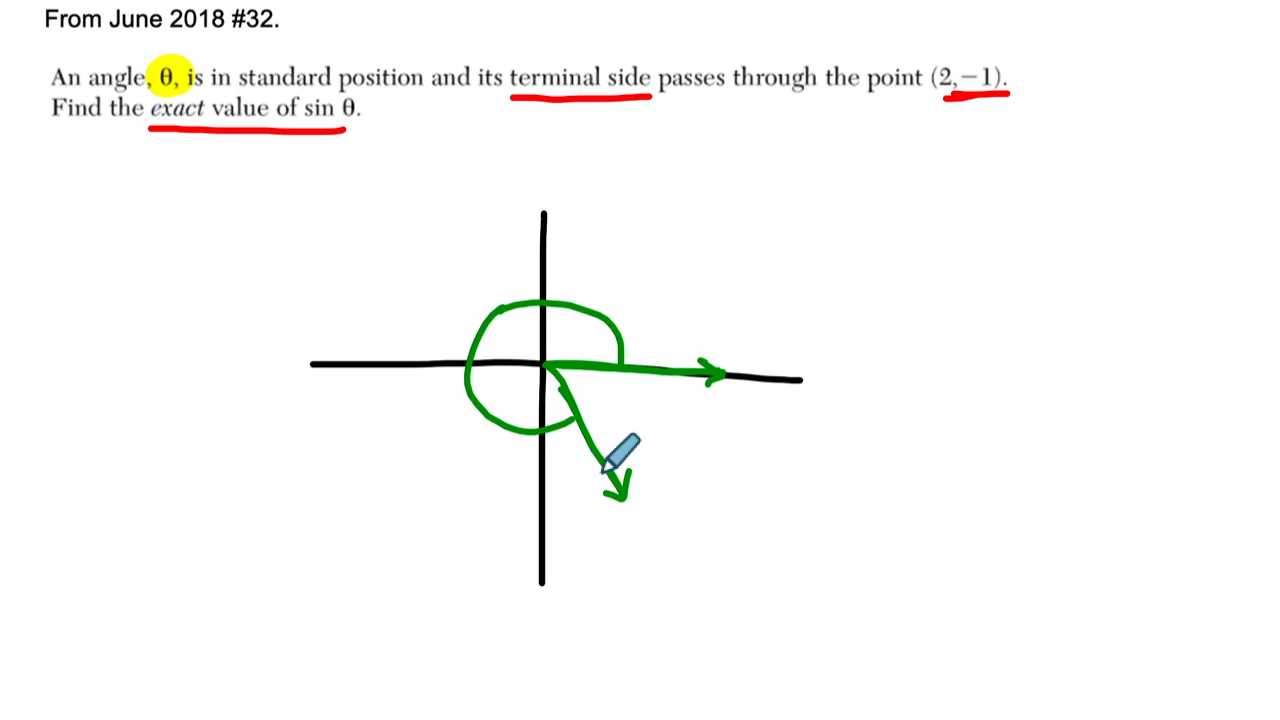 From June 2018 #32.
An angle, θ, is in standard position and its terminal side passes through the point (2,−1).
Find the exact value of sin θ.